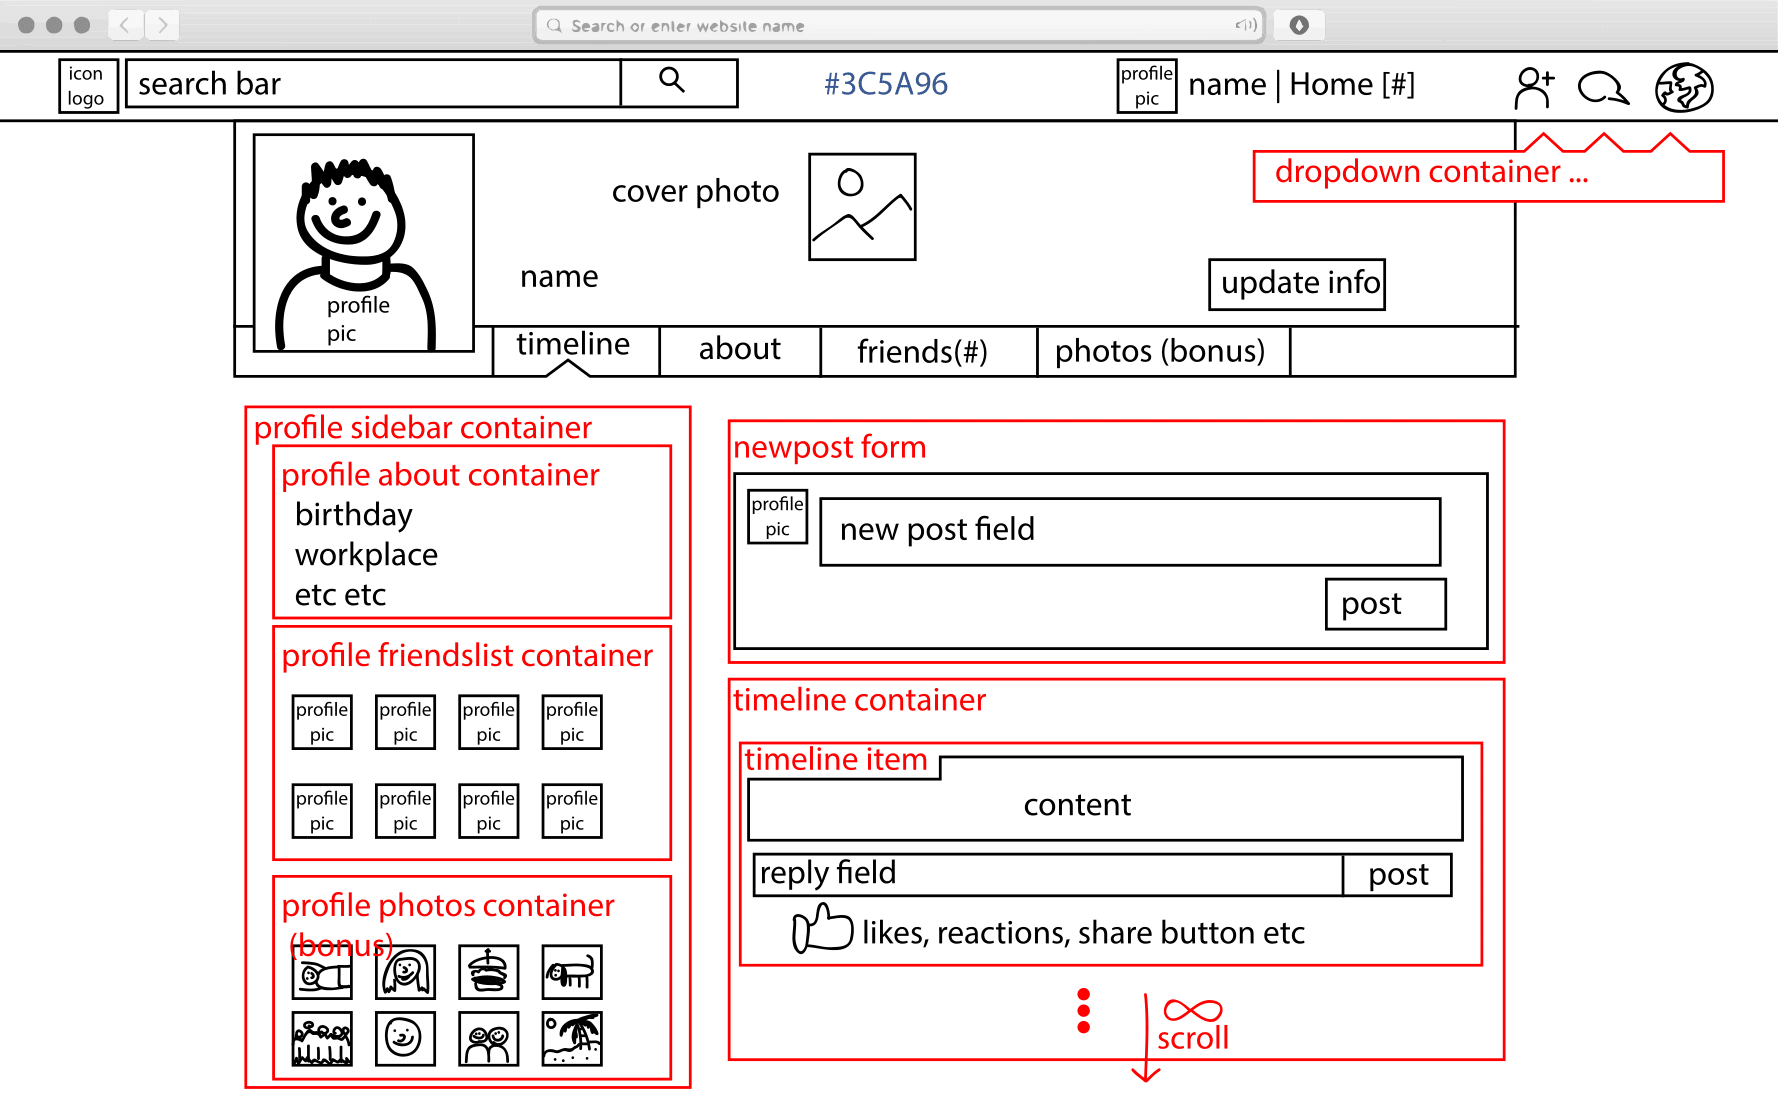 Search or enter website name
icon
logo
search bar
#3C5A96
profile
pic
name | Home [#]
dropdown container ...
cover photo
name
update info
profile
pic
timeline
about
friends(#)
photos (bonus)
profile sidebar container
profile about container
birthday
workplace
etc etc
profile friendslist container
profile profile profile profile
pic pic pic pic
profile profile profile profile
pic pic pic pic
profile photos container
(bonus)
newpost form
profile
pic
new post field
post
timeline container
timeline item
content
reply field
post
likes, reactions, share button etc
scroll